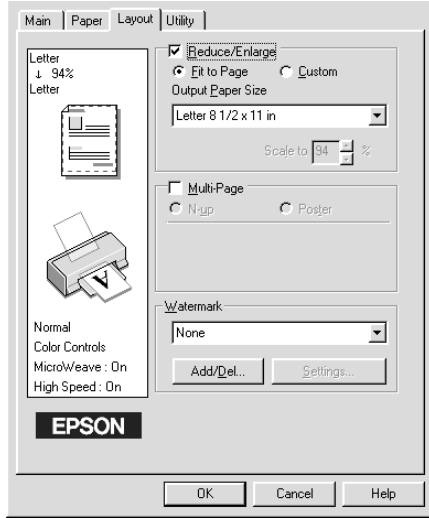 Main Paper Layout Utility
Letter
↓ 94%
Letter
Reduce/Enlarge
Fit to Page Custom
Output Paper Size
Letter 8 1/2 x 11 in
Scale to 94 %
Multi-Page
N-up Poster
A
Normal
Color Controls
MicroWeave : On
High Speed : On
EPSON
Watermark
None
Add/Del... Settings...
OK Cancel Help